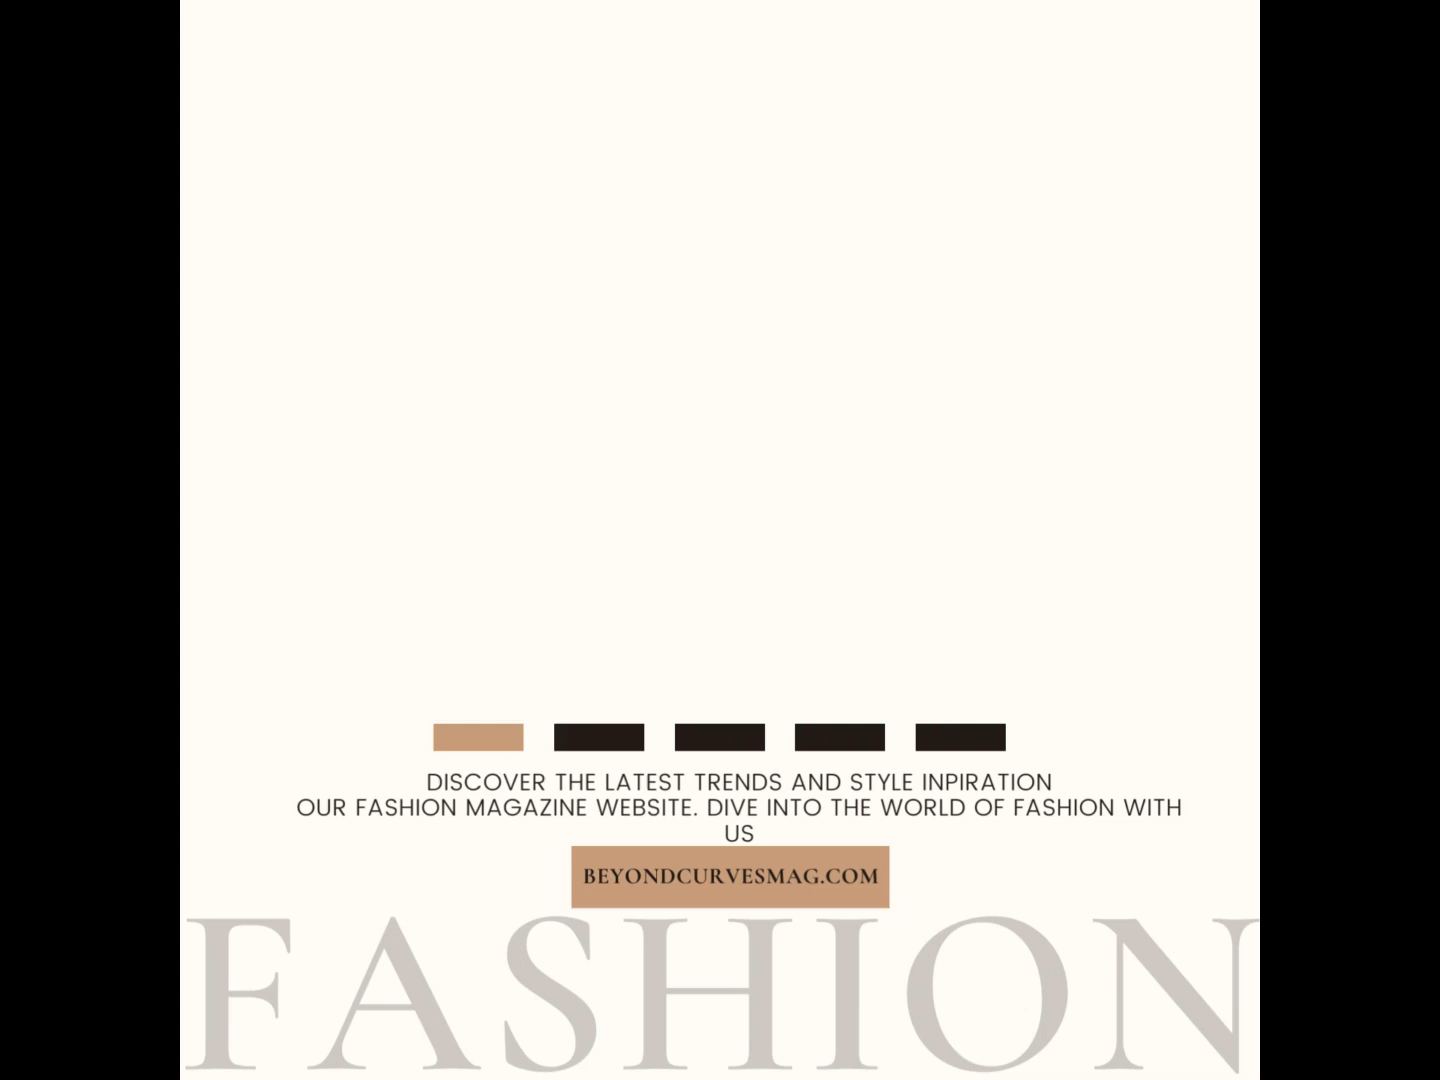 DISCOVER THE LATEST TRENDS AND STYLE INPIRATION
OUR FASHION MAGAZINE WEBSITE. DIVE INTO THE WORLD OF FASHION WITH
US
BEYONDCURVESMAG.COM
FASHION